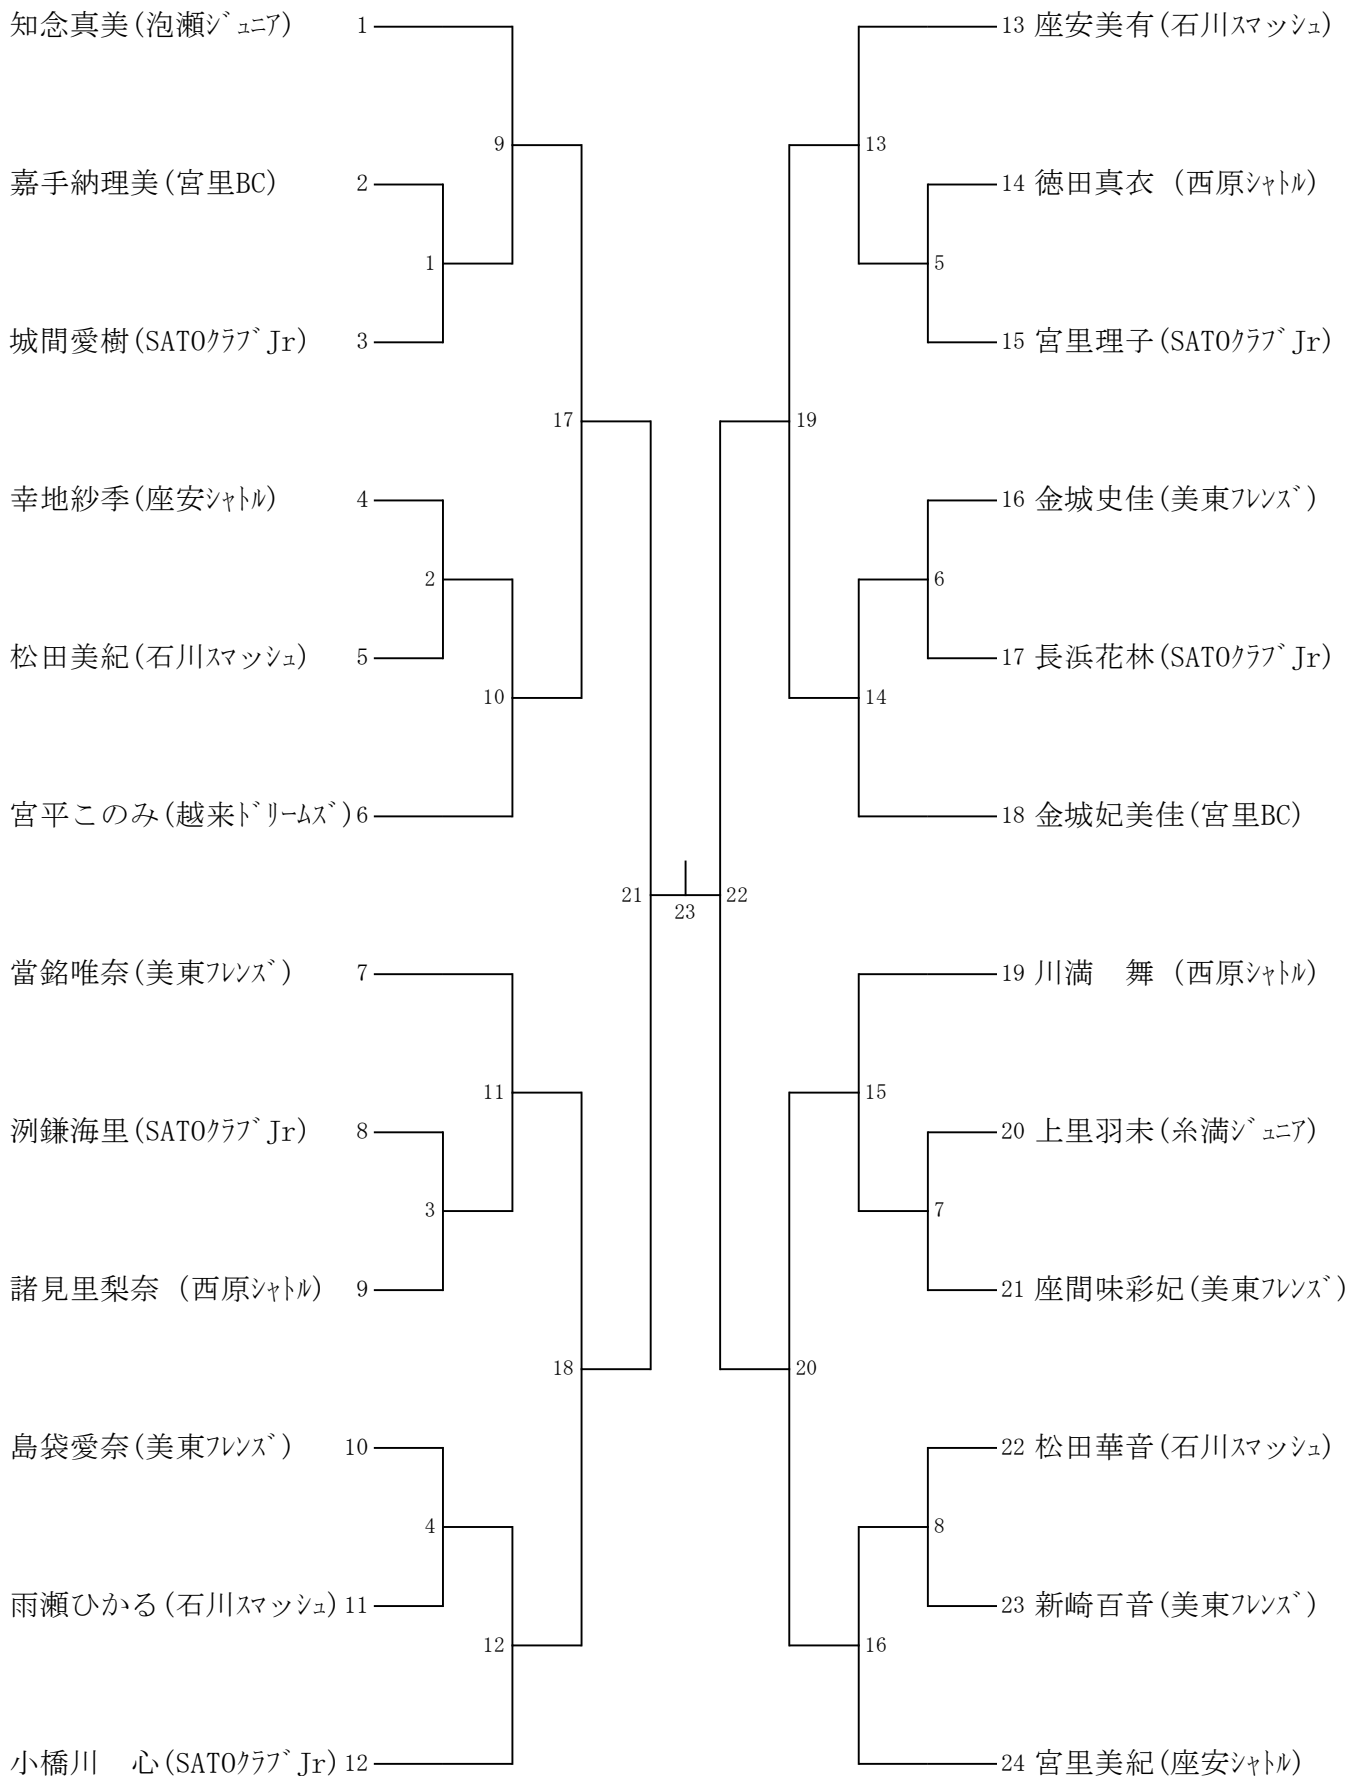 知念真美(泡瀬ｼﾞｭﾆｱ) 1
13 座安美有(石川ｽﾏｯｼｭ)
9
13
嘉手納理美(宮里BC) 2
14 徳田真衣 (西原ｼｬﾄﾙ)
1
5
城間愛樹(SATOｸﾗﾌﾞJr) 3
15 宮里理子(SATOｸﾗﾌﾞJr)
17
19
幸地紗季(座安ｼｬﾄﾙ) 4
16 金城史佳(美東ﾌﾚﾝｽﾞ)
2
6
松田美紀(石川ｽﾏｯｼｭ) 5
17 長浜花林(SATOｸﾗﾌﾞJr)
10
14
宮平このみ(越来ﾄﾞﾘｰﾑｽﾞ) 6
18 金城妃美佳(宮里BC)
21
22
23
當銘唯奈(美東ﾌﾚﾝｽﾞ) 7
19 川満　舞 (西原ｼｬﾄﾙ)
11
15
洌鎌海里(SATOｸﾗﾌﾞJr) 8
20 上里羽未(糸満ｼﾞｭﾆｱ)
3
7
諸見里梨奈 (西原ｼｬﾄﾙ) 9
21 座間味彩妃(美東ﾌﾚﾝｽﾞ)
18
20
島袋愛奈(美東ﾌﾚﾝｽﾞ) 10
22 松田華音(石川ｽﾏｯｼｭ)
4
8
雨瀬ひかる(石川ｽﾏｯｼｭ) 11
23 新崎百音(美東ﾌﾚﾝｽﾞ)
12
16
小橋川　心(SATOｸﾗﾌﾞJr) 12
24 宮里美紀(座安ｼｬﾄﾙ)